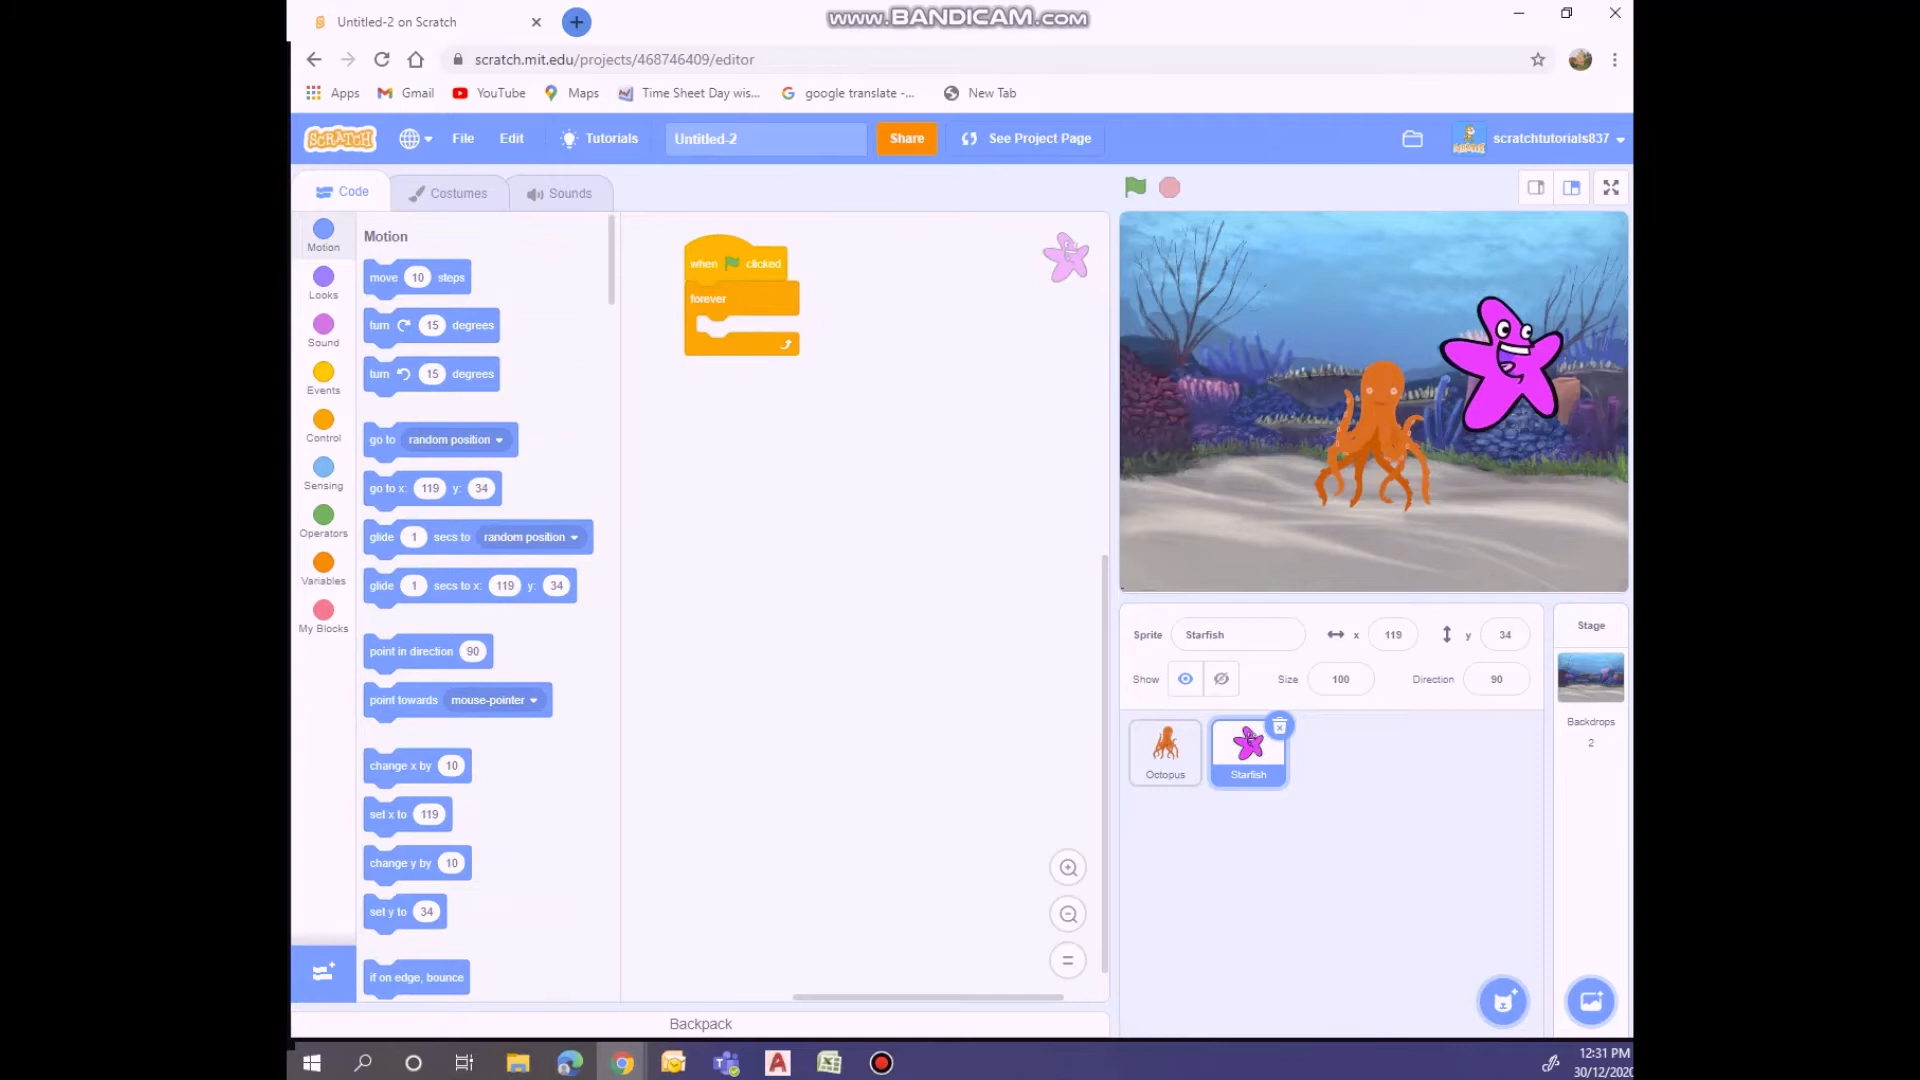 www.BANDICAM.com
Untitled-2 on Scratch
scratch.mit.edu/projects/468746409/editor
Apps Gmail YouTube Maps Time Sheet Day wis... google translate -... New Tab
SCRATCH File Edit Tutorials Untitled-2 Share See Project Page scratchtutorials837
Code Costumes Sounds
Motion
Looks
Sound
Events
Control
Sensing
Operators
Variables
My Blocks
Motion
move 10 steps
turn 15 degrees
turn 15 degrees
go to random position
go to x: 119 y: 34
glide 1 secs to random position
glide 1 secs to x: 119 y: 34
point in direction 90
point towards mouse-pointer
change x by 10
set x to 119
change y by 10
set y to 34
if on edge, bounce
when clicked
forever
Backpack
Sprite Starfish x 119 y 34
Show Size 100 Direction 90
Octopus
Starfish
Stage
Backdrops
2
12:31 PM
30/12/2020